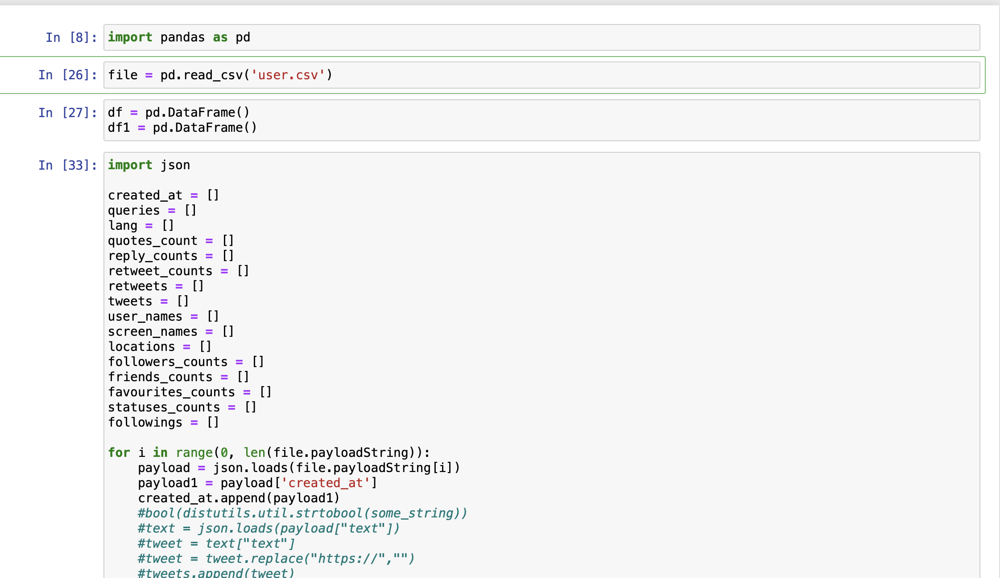 In [8]: import pandas as pd
In [26]: file = pd.read_csv('user.csv')
In [27]: df = pd.DataFrame()
df1 = pd.DataFrame()
In [33]: import json
created_at = []
queries = []
lang = []
quotes_count = []
reply_counts = []
retweet_counts = []
retweets = []
tweets = []
user_names = []
screen_names = []
locations = []
followers_counts = []
friends_counts = []
favourites_counts = []
statuses_counts = []
followings = []
for i in range(0, len(file.payloadString)):
    payload = json.loads(file.payloadString[i])
    payload1 = payload['created_at']
    created_at.append(payload1)
    #bool(distutils.util.strtobool(some_string))
    #text = json.loads(payload["text"])
    #tweet = text["text"]
    #tweet = tweet.replace("https://","")
    #tweets.append(tweet)